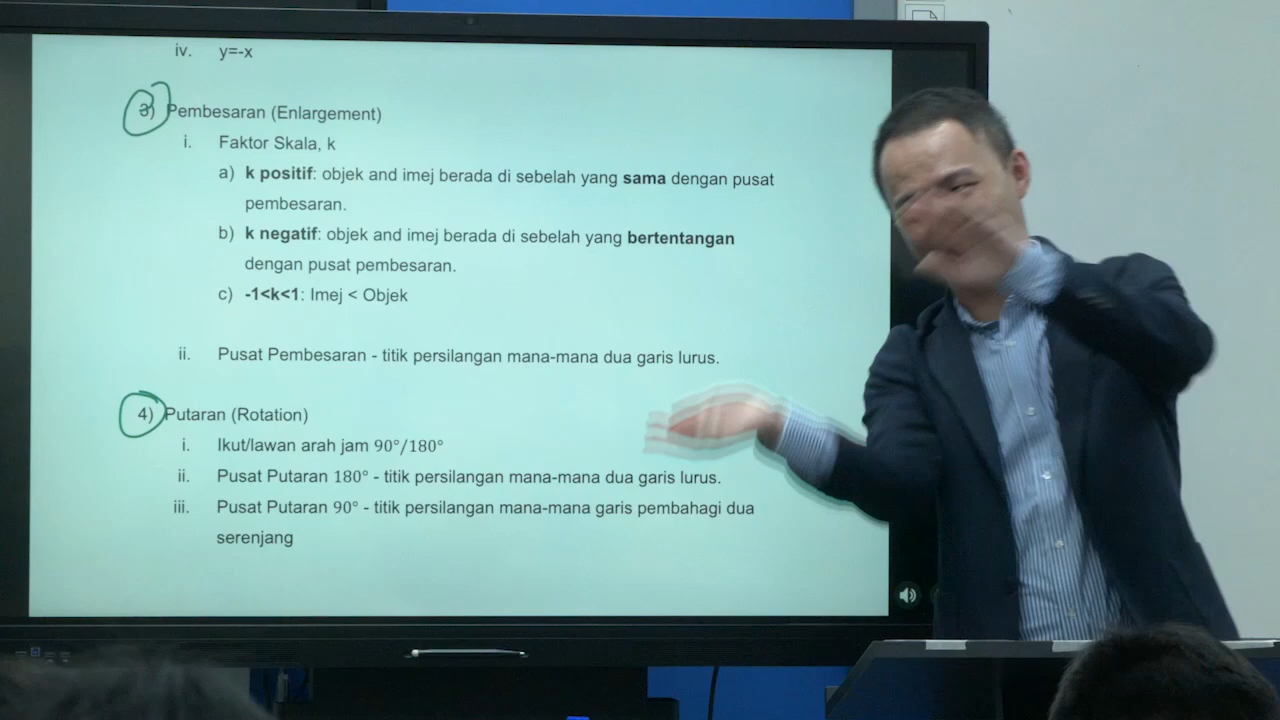 iv. y=-x
3) Pembesaran (Enlargement)
i. Faktor Skala, k
a) k positif: objek and imej berada di sebelah yang sama dengan pusat
pembesaran.
b) k negatif: objek and imej berada di sebelah yang bertentangan
dengan pusat pembesaran.
c) -1<k<1: Imej < Objek
ii. Pusat Pembesaran - titik persilangan mana-mana dua garis lurus.
4) Putaran (Rotation)
i. Ikut/lawan arah jam 90°/180°
ii. Pusat Putaran 180° - titik persilangan mana-mana dua garis lurus.
iii. Pusat Putaran 90° - titik persilangan mana-mana garis pembahagi dua
serenjang